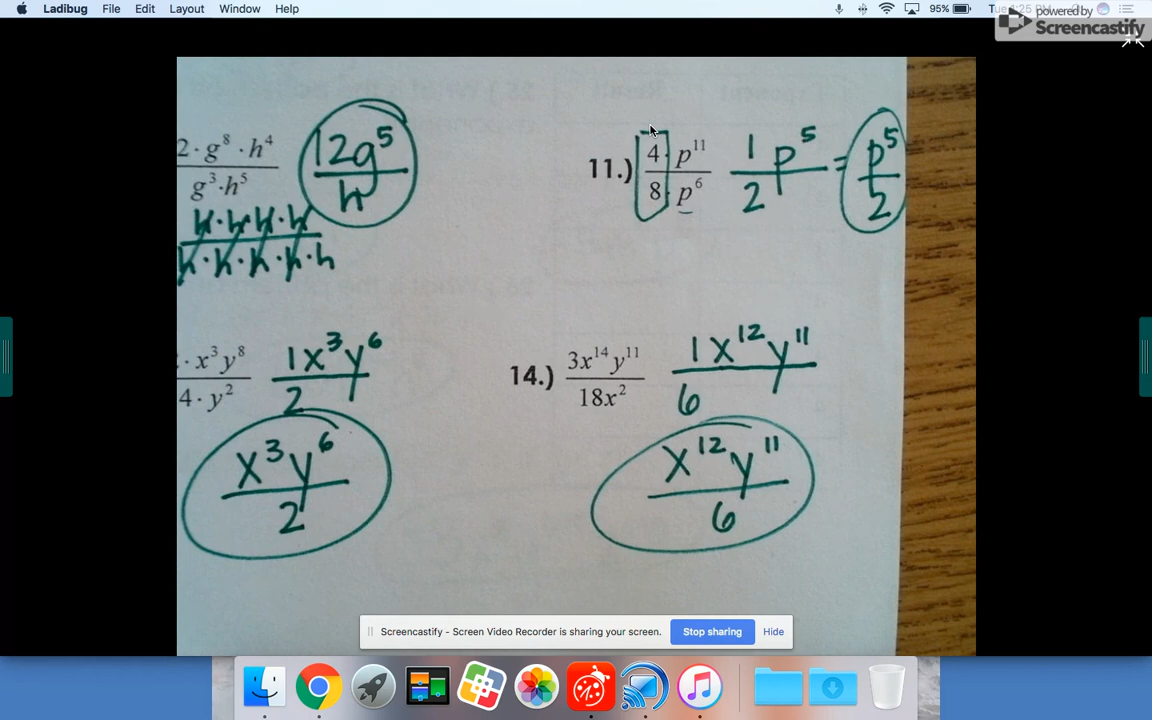 Ladibug File Edit Layout Window Help 95%
powered by
Screencastify
2 · g⁸ · h⁴
g³ · h⁵
12g⁵
h
h·h·h·h
h·h·h·h·h
11.) 4 · p¹¹
8 · p⁶
1 p⁵
2
=
p⁵
2
· x³y⁸
4 · y²
1x³y⁶
2
x³y⁶
2
14.) 3x¹⁴y¹¹
18x²
1x¹²y¹¹
6
x¹²y¹¹
6
Screencastify - Screen Video Recorder is sharing your screen. Stop sharing Hide